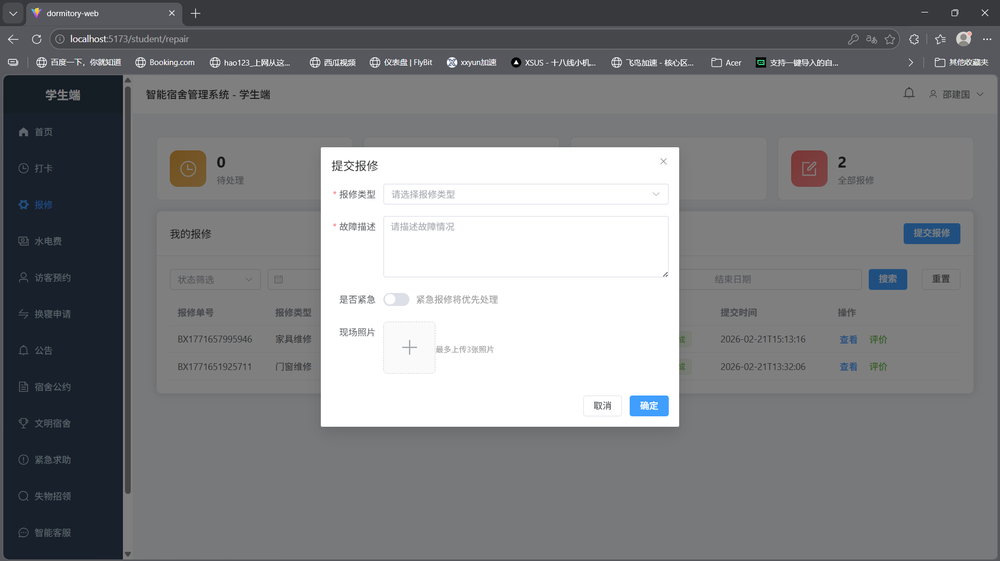 dormitory-web
localhost:5173/student/repair
百度一下，你就知道
Booking.com
hao123_上网从这...
西瓜视频
仪表盘 | FlyBit
xxyun加速
XSUS - 十八线小机...
飞鸟加速 - 核心区...
Acer
支持一键导入的自...
其他收藏夹
学生端
智能宿舍管理系统 - 学生端
邵建国
首页
打卡
报修
水电费
访客预约
换寝申请
公告
宿舍公约
文明宿舍
紧急求助
失物招领
智能客服
0
待处理
2
全部报修
我的报修
提交报修
状态筛选
结束日期
搜索
重置
报修单号
报修类型
提交时间
操作
BX1771657995946
家具维修
成
2026-02-21T15:13:16
查看
评价
BX1771651925711
门窗维修
成
2026-02-21T13:32:06
查看
评价
提交报修
* 报修类型
请选择报修类型
* 故障描述
请描述故障情况
是否紧急
紧急报修将优先处理
现场照片
最多上传3张照片
取消
确定